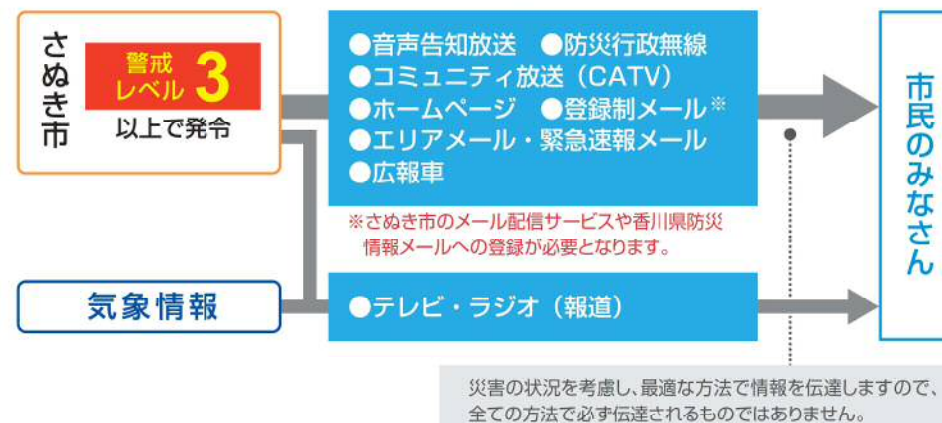 さぬき市
警戒
レベル 3
以上で発令
●音声告知放送 ●防災行政無線
●コミュニティ放送（CATV）
●ホームページ ●登録制メール※
●エリアメール・緊急速報メール
●広報車
※さぬき市のメール配信サービスや香川県防災
情報メールへの登録が必要となります。
気象情報
●テレビ・ラジオ（報道）
市民のみなさん
災害の状況を考慮し、最適な方法で情報を伝達しますので、
全ての方法で必ず伝達されるものではありません。